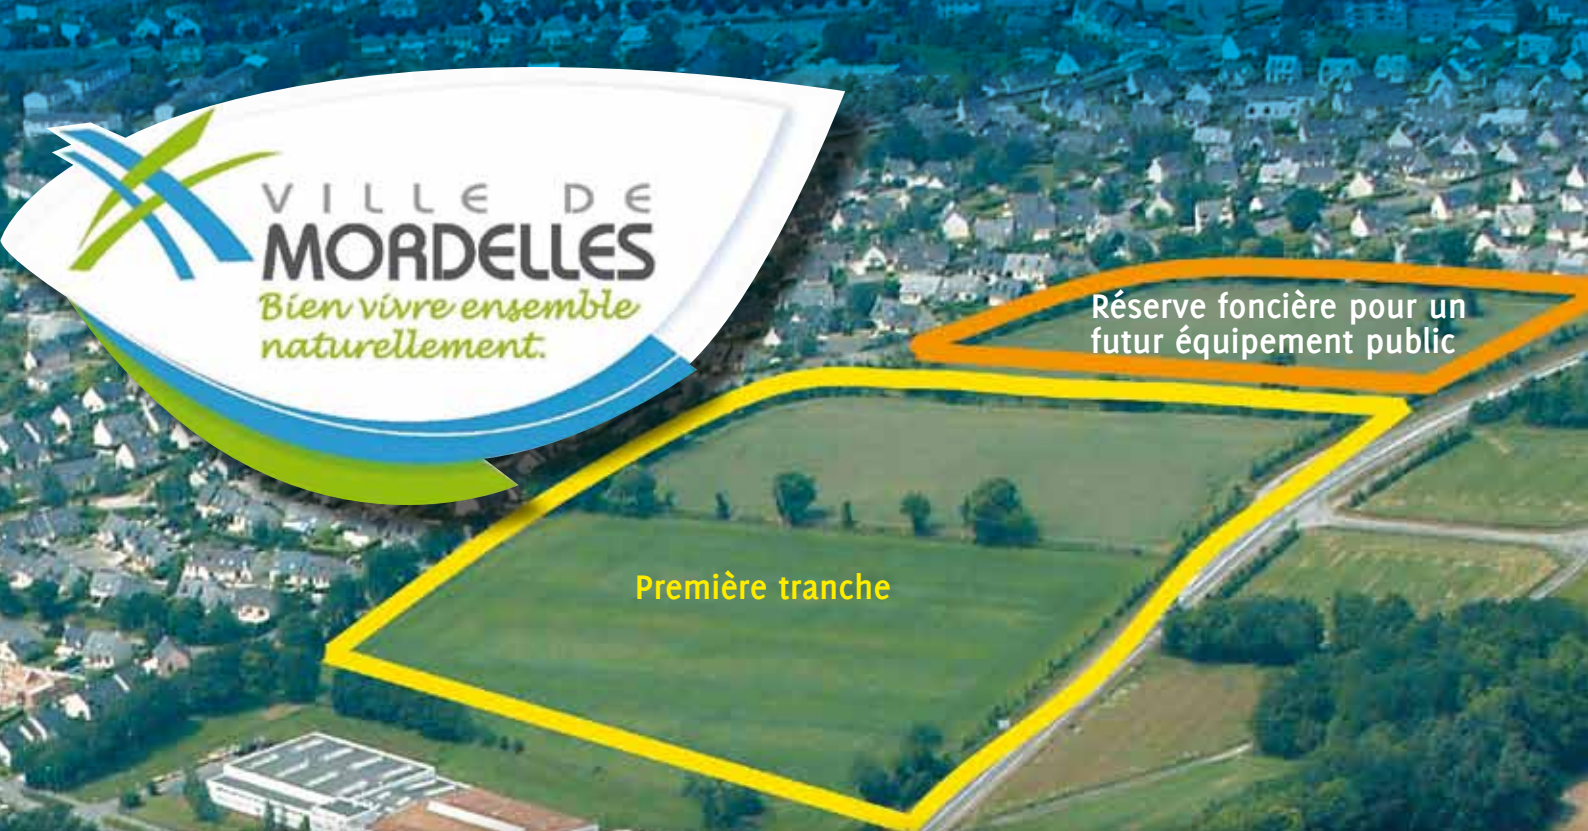 VILLE DE
MORDELLES
Bien vivre ensemble
naturellement.
Réserve foncière pour un
futur équipement public
Première tranche